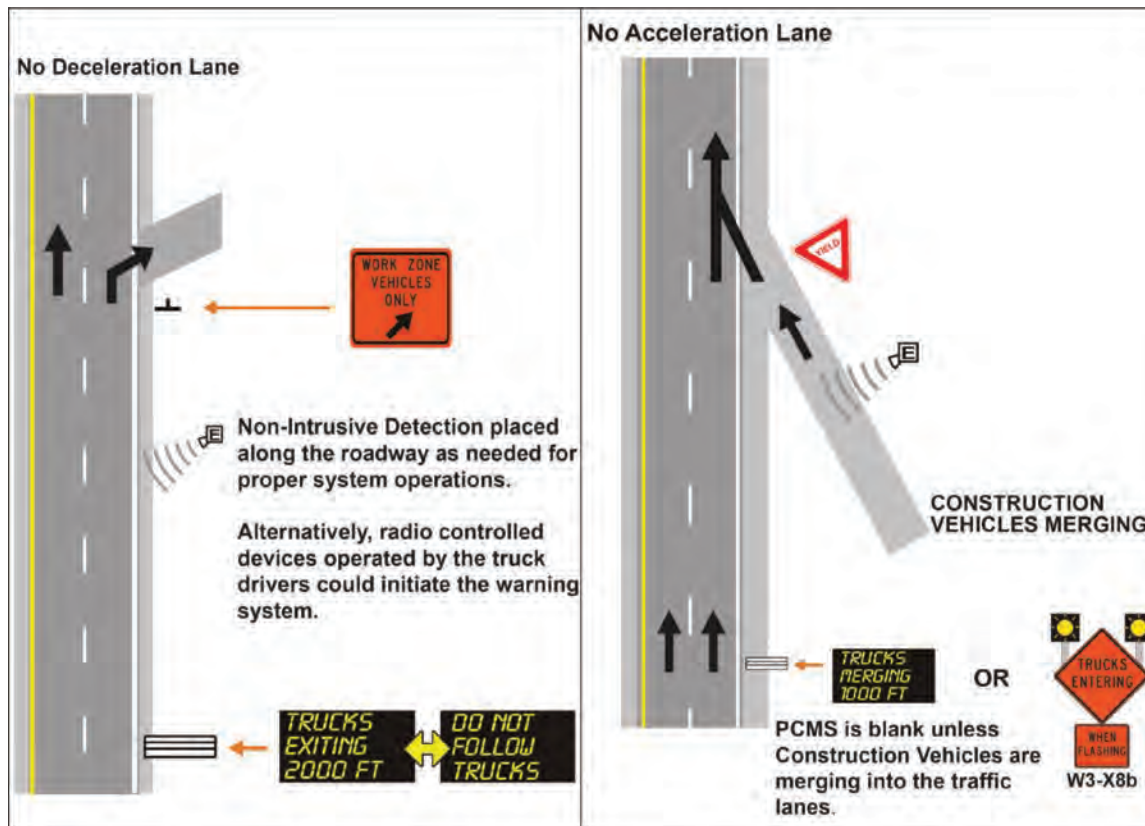 No Deceleration Lane
WORK ZONE
VEHICLES
ONLY
E
Non-Intrusive Detection placed
along the roadway as needed for
proper system operations.
Alternatively, radio controlled
devices operated by the truck
drivers could initiate the warning
system.
TRUCKS
EXITING
2000 FT
DO NOT
FOLLOW
TRUCKS
No Acceleration Lane
YIELD
E
CONSTRUCTION
VEHICLES MERGING
TRUCKS
MERGING
1000 FT
OR
TRUCKS
ENTERING
WHEN
FLASHING
W3-X8b
PCMS is blank unless
Construction Vehicles are
merging into the traffic
lanes.